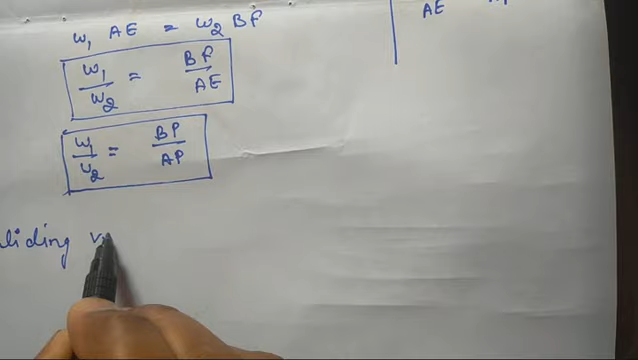 w₁ AE = w₂ BF
w₁/w₂ = BF/AE
w₁/w₂ = BP/AP
liding v
AE